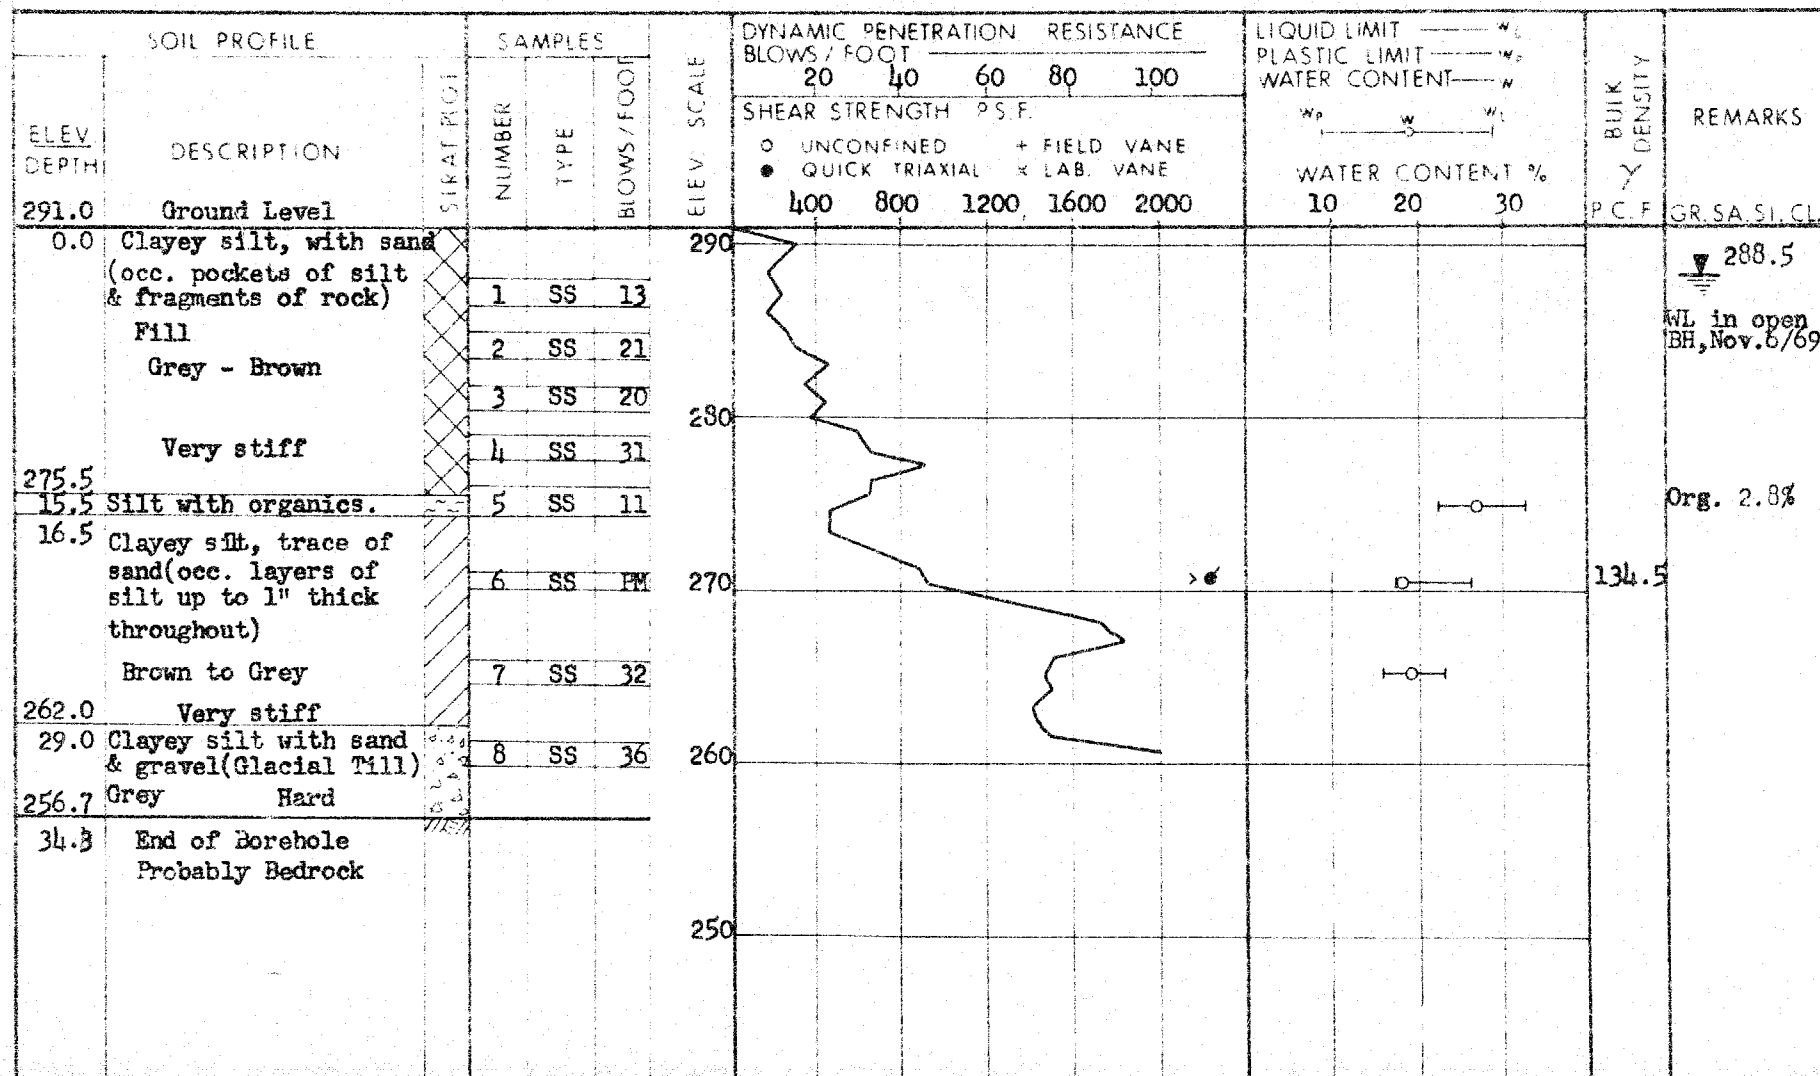 SOIL PROFILE
SAMPLES
DYNAMIC PENETRATION RESISTANCE
BLOWS / FOOT
20 40 60 80 100
LIQUID LIMIT
PLASTIC LIMIT
WATER CONTENT w
ELEV.
DEPTH
DESCRIPTION
STRAT PLOT
NUMBER
TYPE
BLOWS / FOOT
ELEV. SCALE
SHEAR STRENGTH P.S.F.
○ UNCONFINED + FIELD VANE
● QUICK TRIAXIAL × LAB. VANE
400 800 1200 1600 2000
wP w wL
WATER CONTENT %
10 20 30
BULK DENSITY
γ
P.C.F
REMARKS
GR.SA.SI.CL
291.0 Ground Level
0.0 Clayey silt, with sand
(occ. pockets of silt
& fragments of rock)
Fill
Grey - Brown
Very stiff
275.5
15.5 Silt with organics.
16.5 Clayey silt, trace of
sand(occ. layers of
silt up to 1" thick
throughout)
Brown to Grey
262.0 Very stiff
29.0 Clayey silt with sand
& gravel(Glacial Till)
256.7 Grey Hard
34.3 End of Borehole
Probably Bedrock
1 SS 13
2 SS 21
3 SS 20
4 SS 31
5 SS 11
6 SS PM
7 SS 32
8 SS 36
290
280
270
260
250
134.5
288.5
WL in open
BH,Nov.6/69
Org. 2.8%